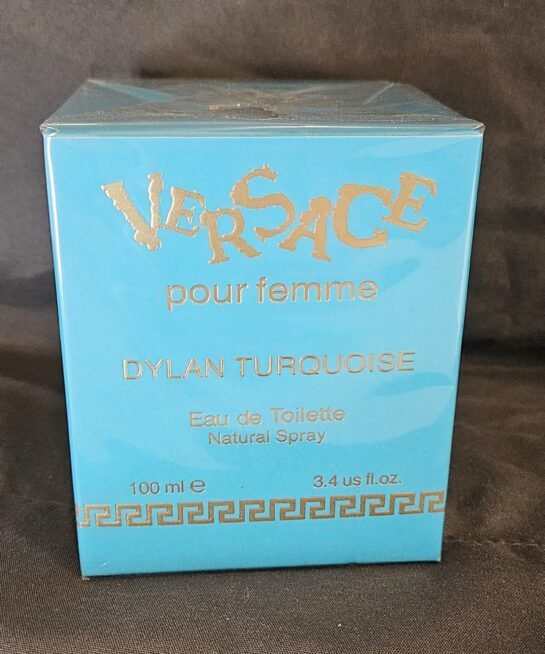 VERSACE
pour femme
DYLAN TURQUOISE
Eau de Toilette
Natural Spray
100 ml ℮ 3.4 us fl.oz.